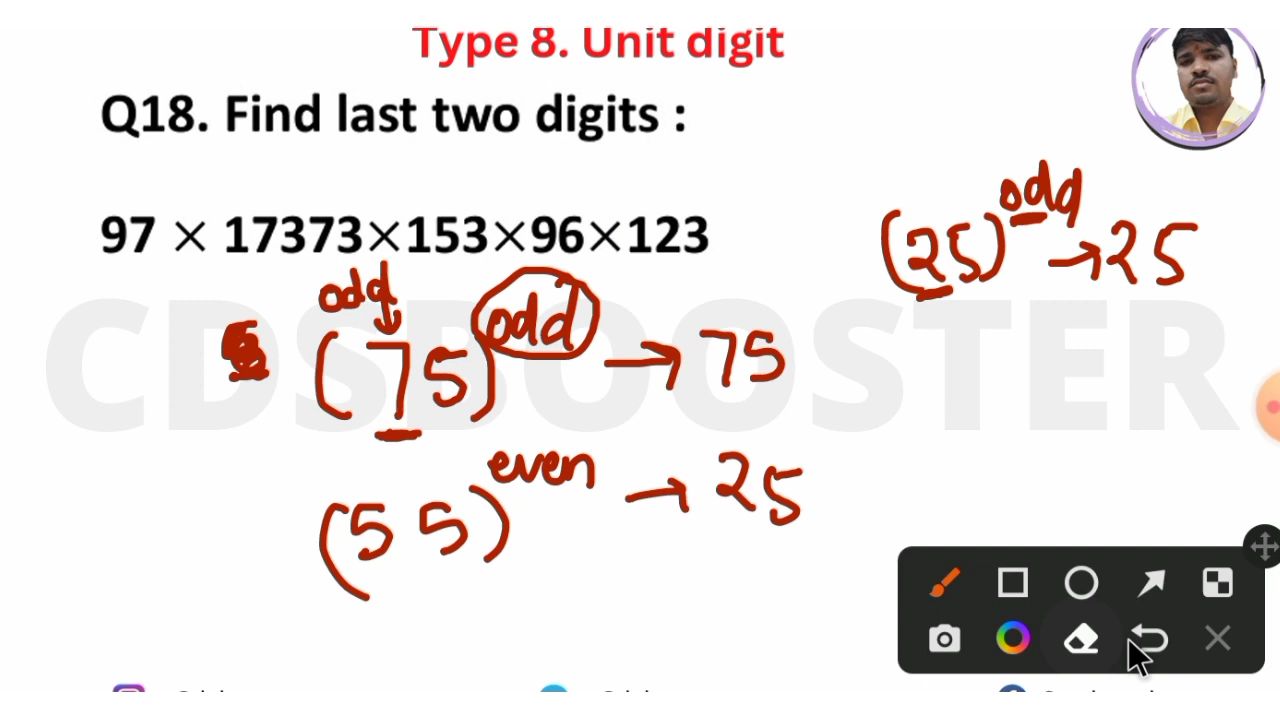 Type 8. Unit digit
Q18. Find last two digits :
97 × 17373×153×96×123
(25)^odd → 25
odd
(75)^odd → 75
CDSBOOSTER
(55)^even → 25